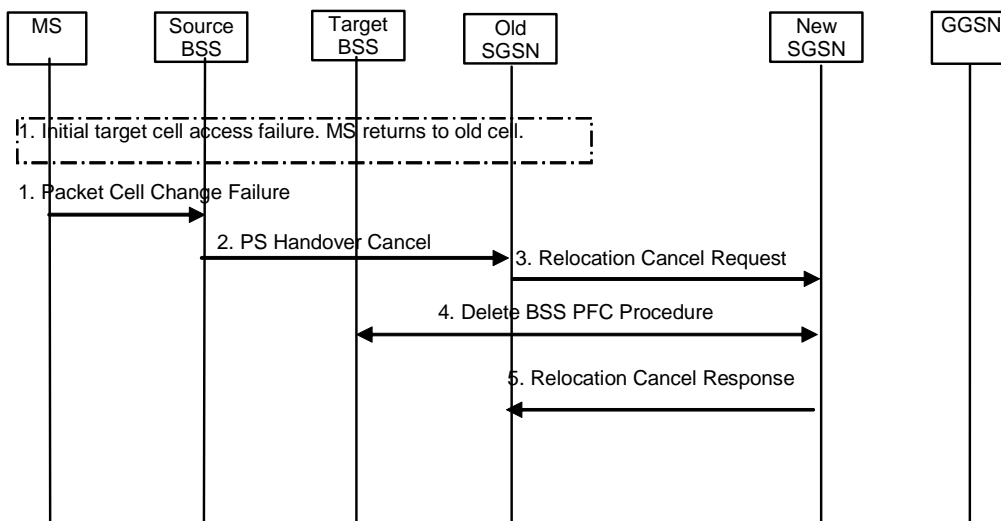 MS
Source
BSS
Target
BSS
Old
SGSN
New
SGSN
GGSN
1. Initial target cell access failure. MS returns to old cell.
1. Packet Cell Change Failure
2. PS Handover Cancel
3. Relocation Cancel Request
4. Delete BSS PFC Procedure
5. Relocation Cancel Response